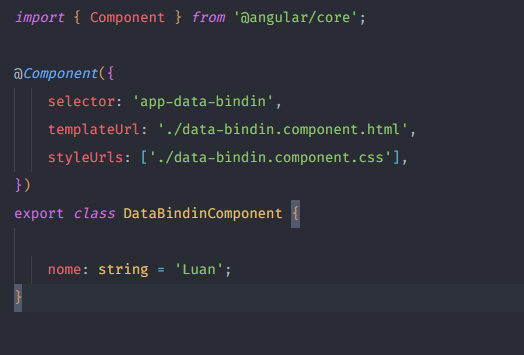 import { Component } from '@angular/core';
@Component({
selector: 'app-data-bindin',
templateUrl: './data-bindin.component.html',
styleUrls: ['./data-bindin.component.css'],
})
export class DataBindinComponent {
nome: string = 'Luan';
}